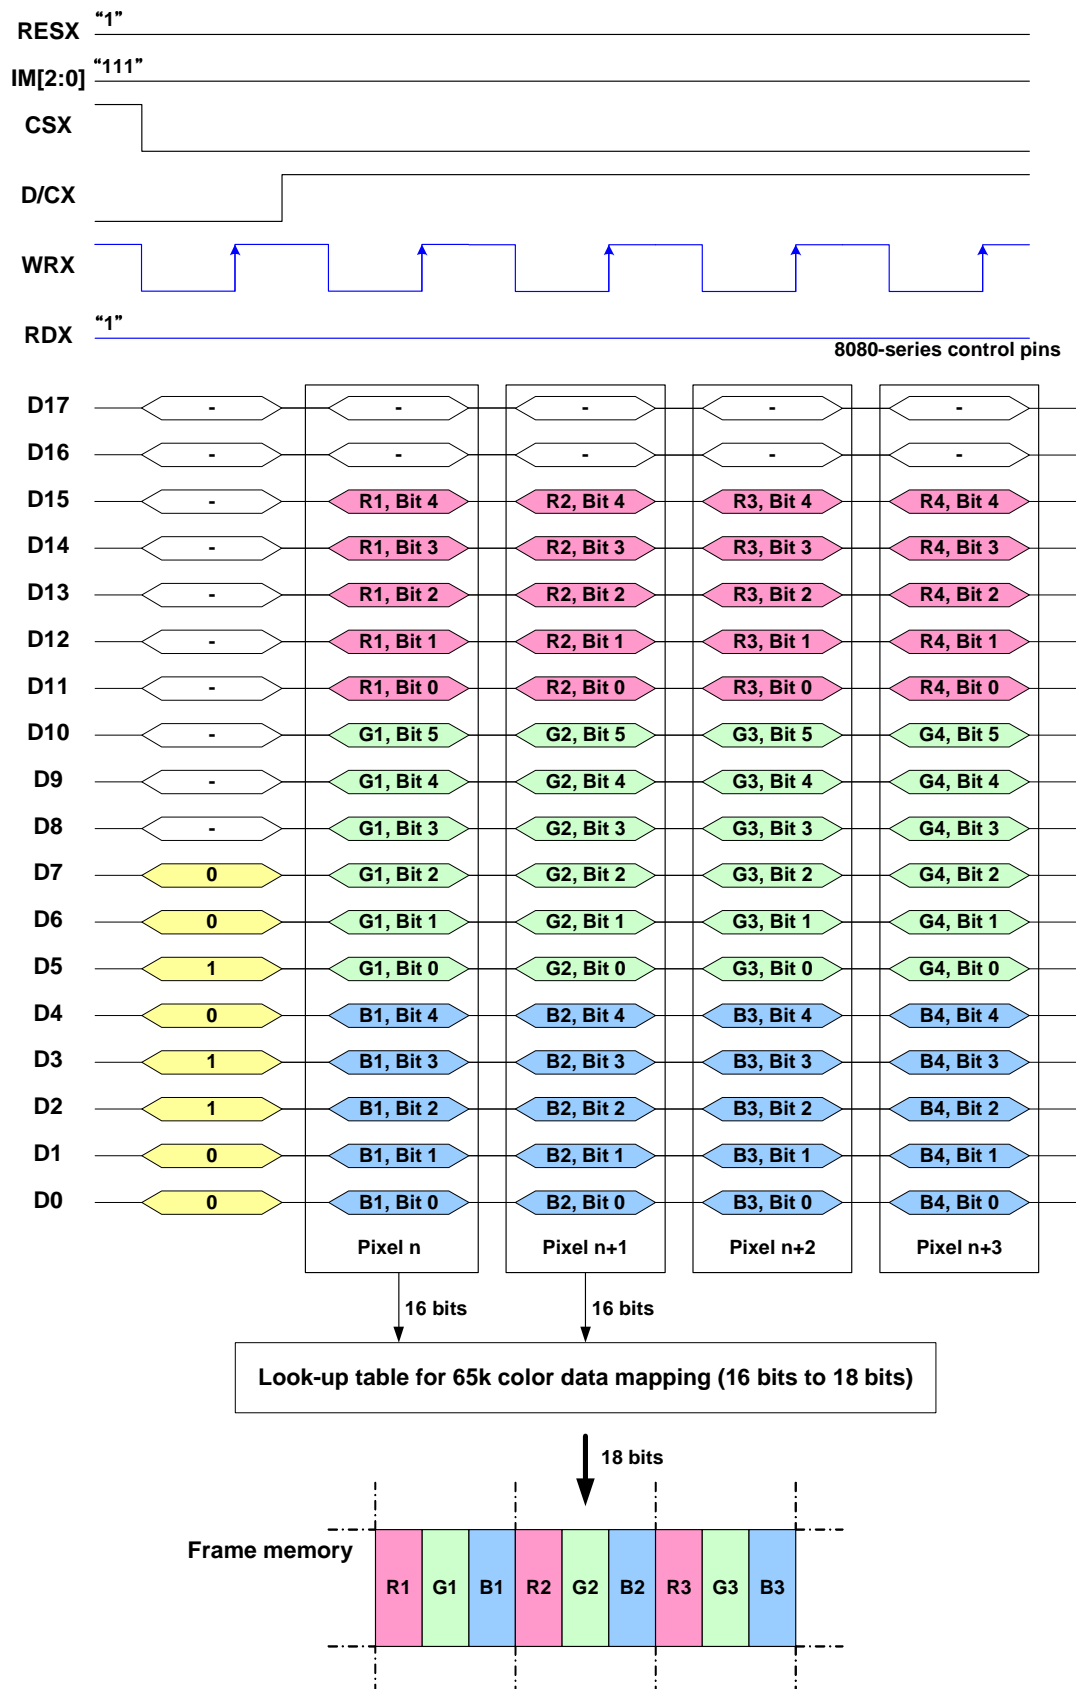 RESX “1”
IM[2:0] “111”
CSX
D/CX
WRX
RDX “1”
8080-series control pins
D17 - - - - -
D16 - - - - -
D15 - R1, Bit 4 R2, Bit 4 R3, Bit 4 R4, Bit 4
D14 - R1, Bit 3 R2, Bit 3 R3, Bit 3 R4, Bit 3
D13 - R1, Bit 2 R2, Bit 2 R3, Bit 2 R4, Bit 2
D12 - R1, Bit 1 R2, Bit 1 R3, Bit 1 R4, Bit 1
D11 - R1, Bit 0 R2, Bit 0 R3, Bit 0 R4, Bit 0
D10 - G1, Bit 5 G2, Bit 5 G3, Bit 5 G4, Bit 5
D9 - G1, Bit 4 G2, Bit 4 G3, Bit 4 G4, Bit 4
D8 - G1, Bit 3 G2, Bit 3 G3, Bit 3 G4, Bit 3
D7 0 G1, Bit 2 G2, Bit 2 G3, Bit 2 G4, Bit 2
D6 0 G1, Bit 1 G2, Bit 1 G3, Bit 1 G4, Bit 1
D5 1 G1, Bit 0 G2, Bit 0 G3, Bit 0 G4, Bit 0
D4 0 B1, Bit 4 B2, Bit 4 B3, Bit 4 B4, Bit 4
D3 1 B1, Bit 3 B2, Bit 3 B3, Bit 3 B4, Bit 3
D2 1 B1, Bit 2 B2, Bit 2 B3, Bit 2 B4, Bit 2
D1 0 B1, Bit 1 B2, Bit 1 B3, Bit 1 B4, Bit 1
D0 0 B1, Bit 0 B2, Bit 0 B3, Bit 0 B4, Bit 0
Pixel n Pixel n+1 Pixel n+2 Pixel n+3
16 bits 16 bits
Look-up table for 65k color data mapping (16 bits to 18 bits)
18 bits
Frame memory
R1 G1 B1 R2 G2 B2 R3 G3 B3